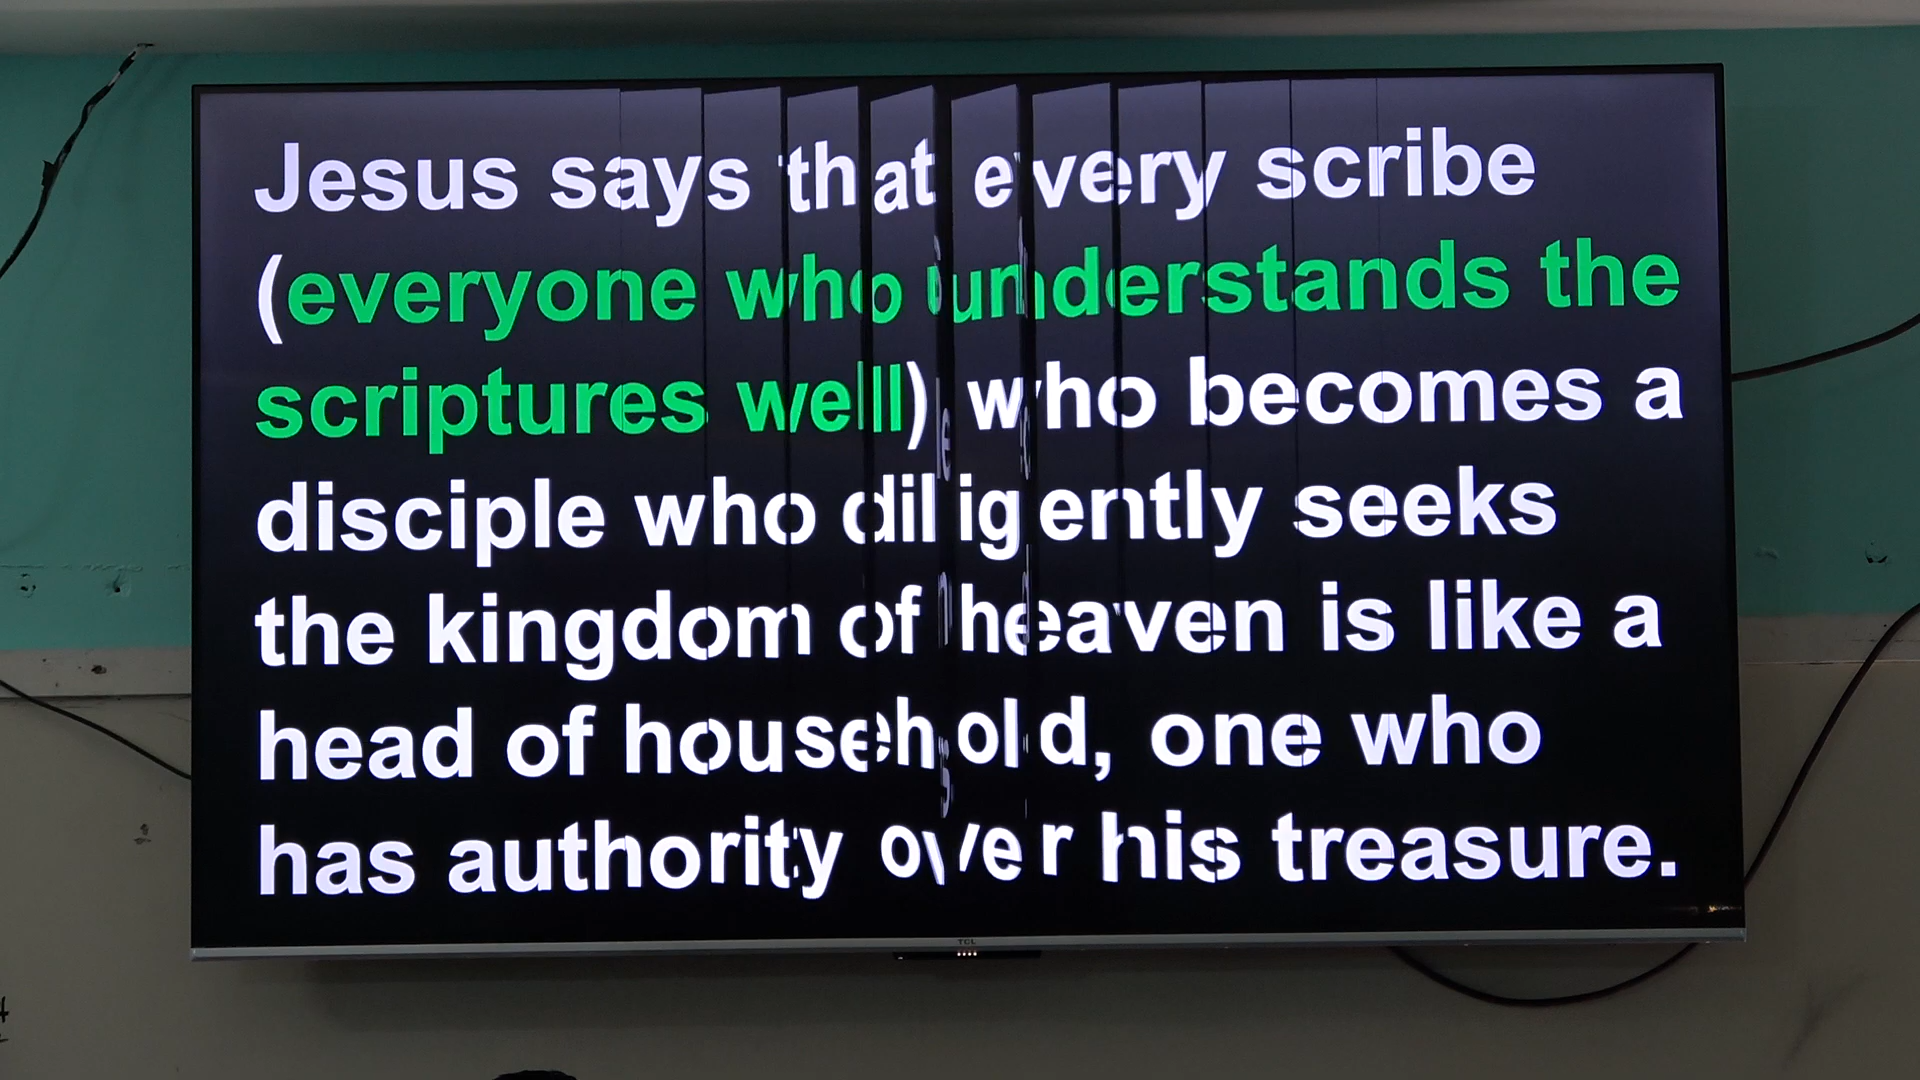 Jesus says that every scribe
(everyone who understands the
scriptures well) who becomes a
disciple who diligently seeks
the kingdom of heaven is like a
head of household, one who
has authority over his treasure.
TCL